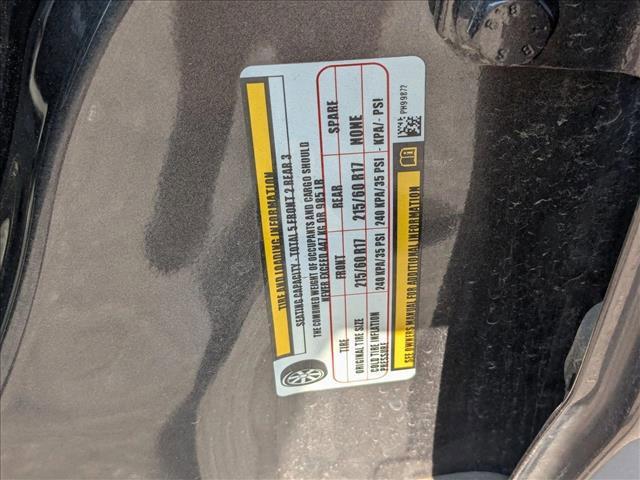 TIRE AND LOADING INFORMATION
SEATING CAPACITY - TOTAL 5 FRONT 2 REAR 3
THE COMBINED WEIGHT OF OCCUPANTS AND CARGO SHOULD
NEVER EXCEED 447 KG OR 985 LB
TIRE FRONT REAR SPARE
ORIGINAL TIRE SIZE 215/60 R17 215/60 R17 NONE
COLD TIRE INFLATION PRESSURE 240 KPA/35 PSI 240 KPA/35 PSI - KPA/- PSI
SEE OWNERS MANUAL FOR ADDITIONAL INFORMATION
PH99872